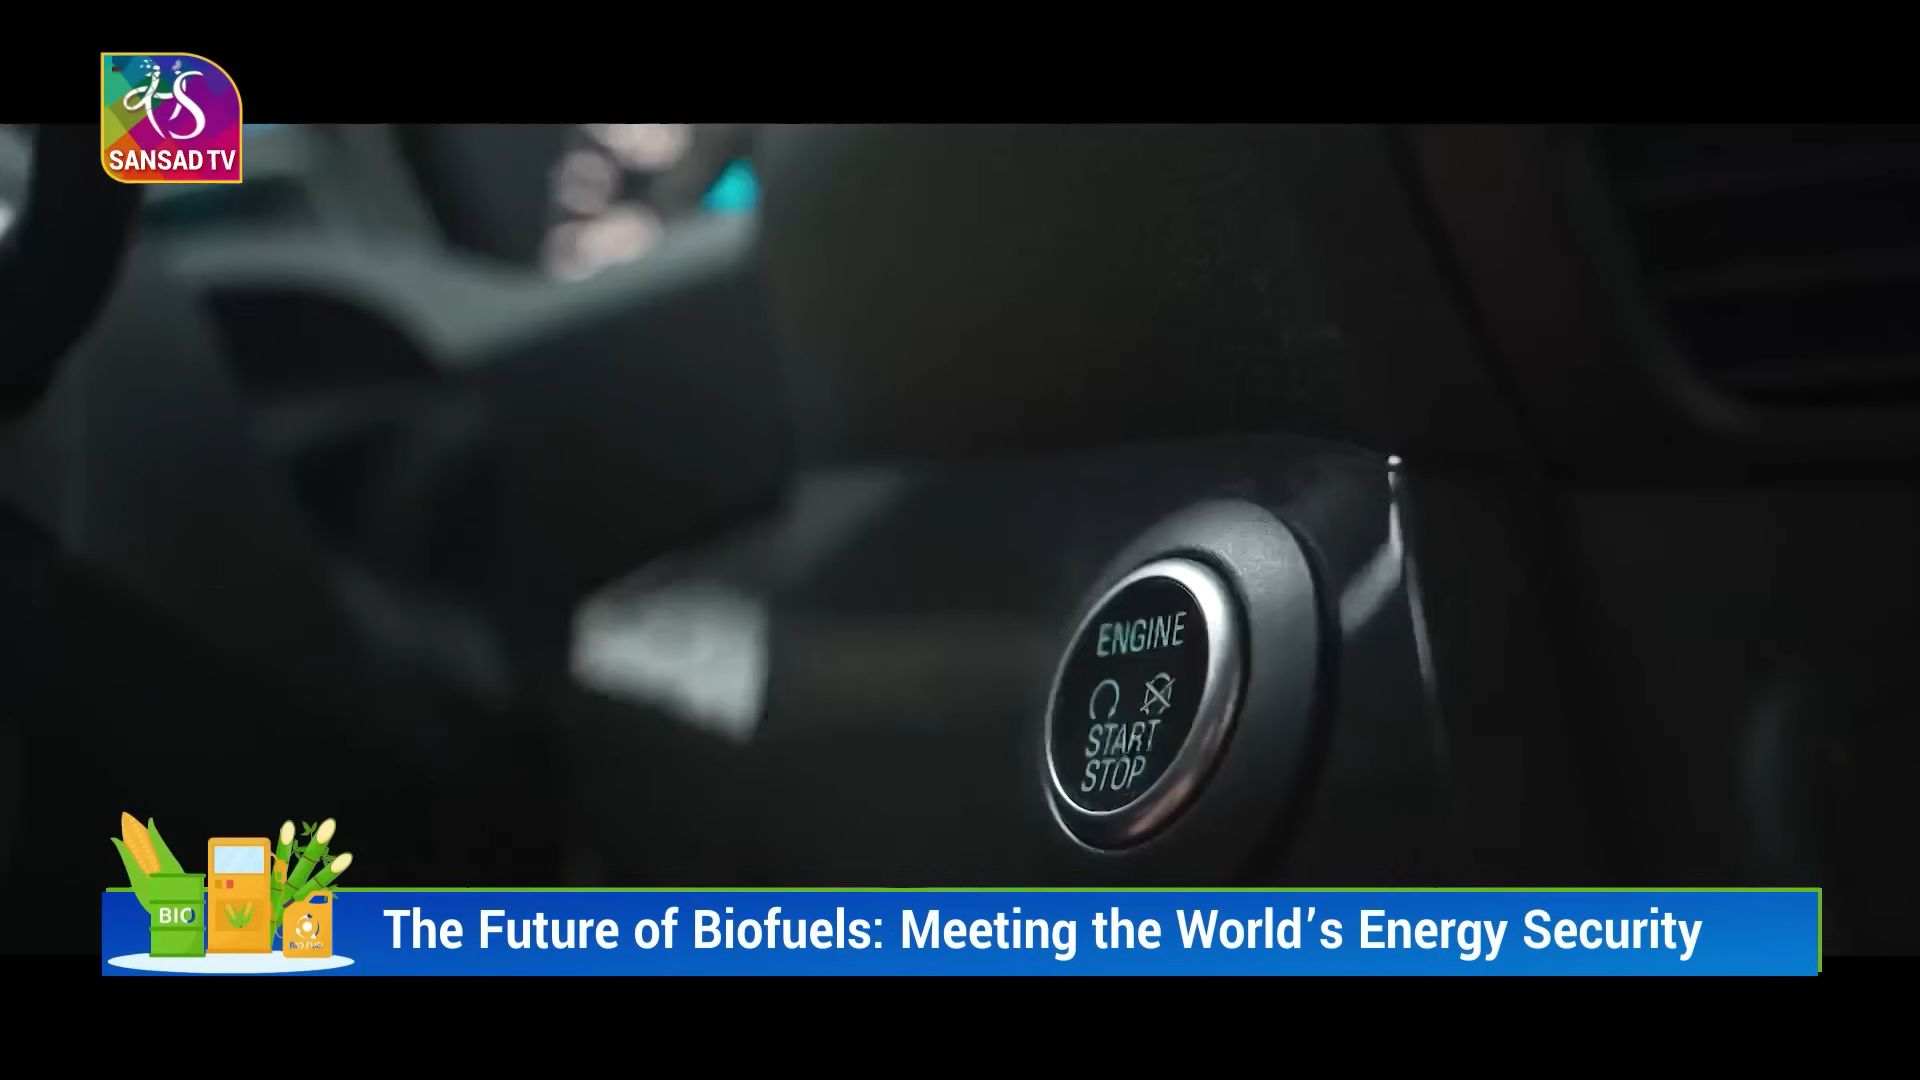 SANSAD TV
ENGINE
START
STOP
BIO
The Future of Biofuels: Meeting the World's Energy Security